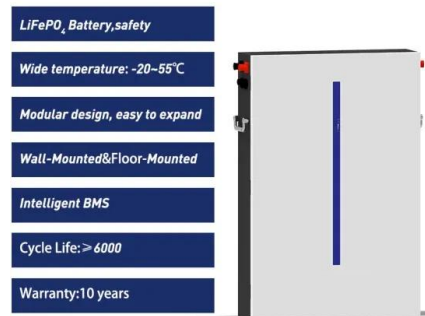 LiFePO₄ Battery,safety
Wide temperature: -20~55℃
Modular design, easy to expand
Wall-Mounted&Floor-Mounted
Intelligent BMS
Cycle Life:≥6000
Warranty:10 years